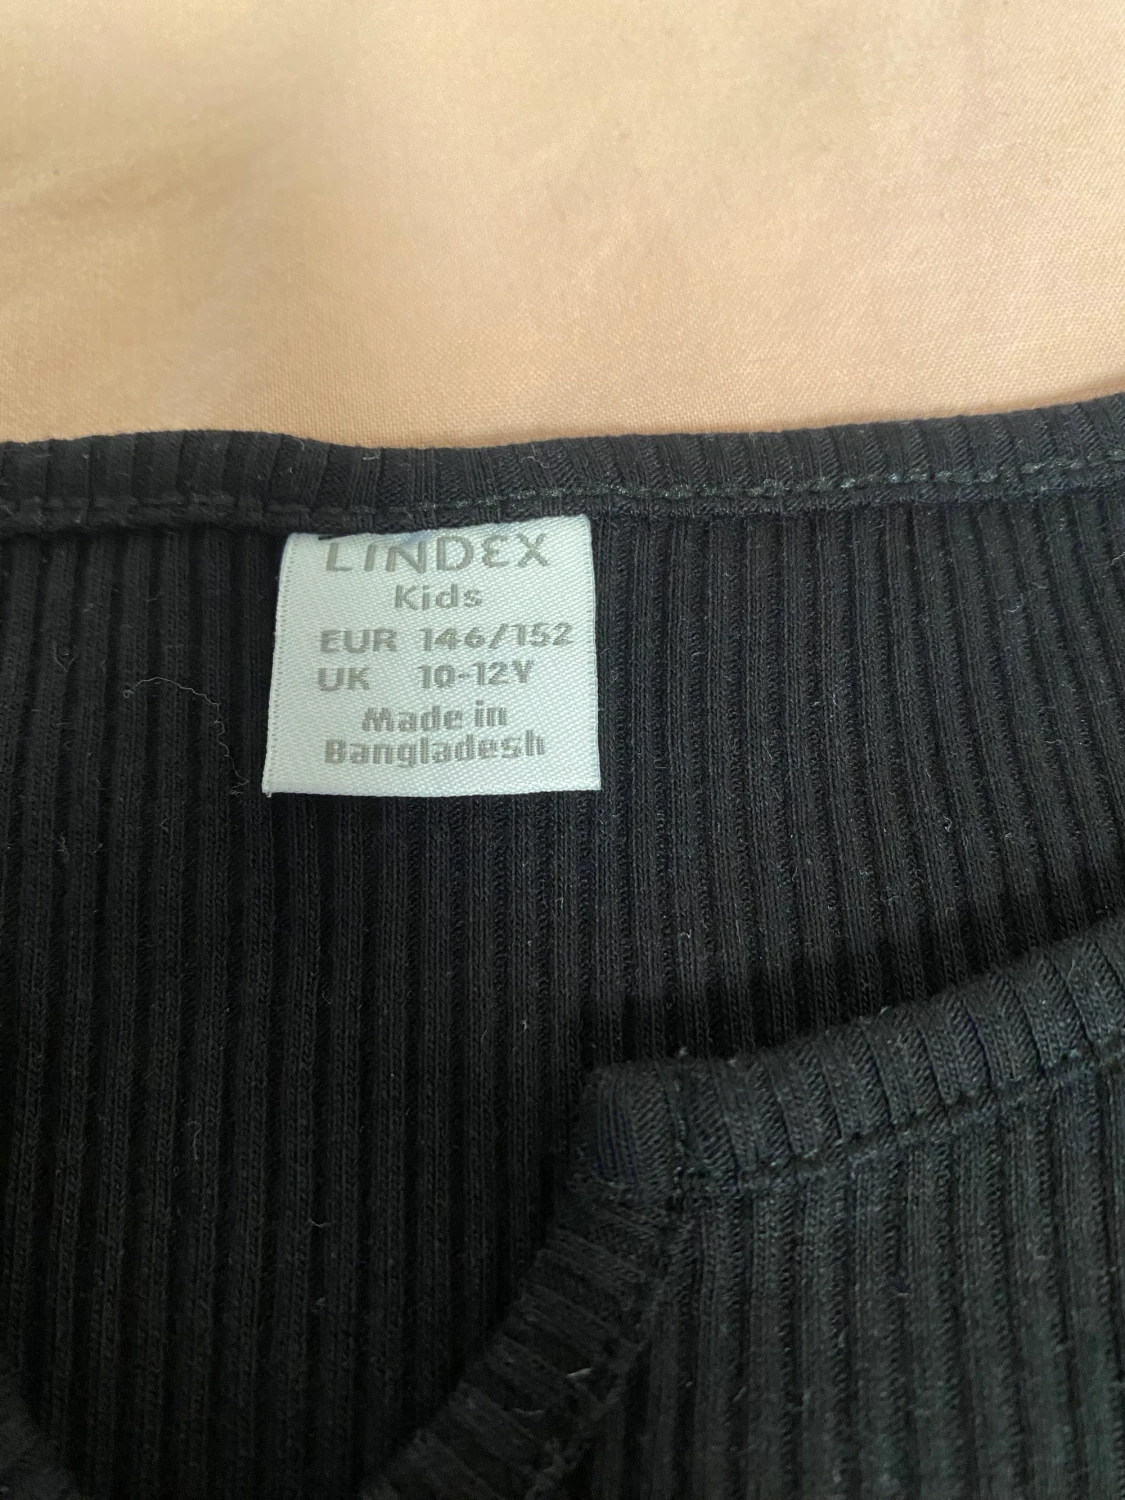 LINDEX
Kids
EUR 146/152
UK 10-12Y
Made in
Bangladesh